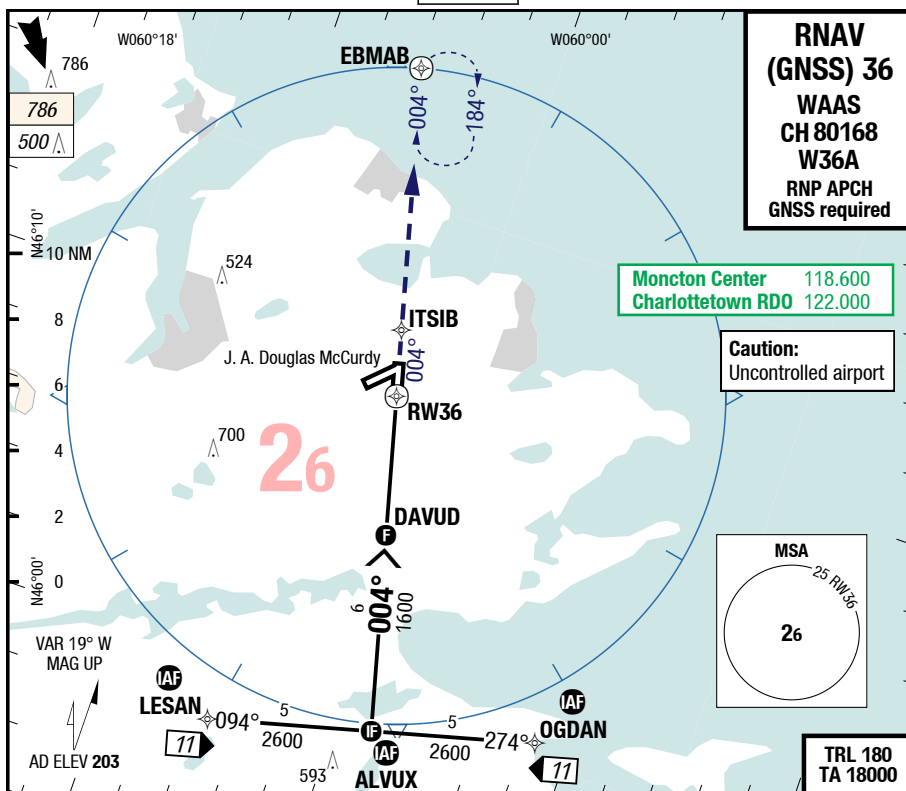 W060°18'
W060°00'
RNAV
(GNSS) 36
WAAS
CH 80168
W36A
RNP APCH
GNSS required
786
786
500
EBMAB
004°
184°
N46°10'
10 NM
524
Moncton Center 118.600
Charlottetown RDO 122.000
8
ITSIB
J. A. Douglas McCurdy
004°
Caution:
Uncontrolled airport
6
RW36
4
700
26
2
DAVUD
F
MSA
25 RW36
26
N46°00'
0
6
004°
1600
VAR 19° W
MAG UP
IAF
LESAN
094°
5
2600
IF
IAF
ALVUX
5
2600
274°
IAF
OGDAN
11
11
593
AD ELEV 203
TRL 180
TA 18000